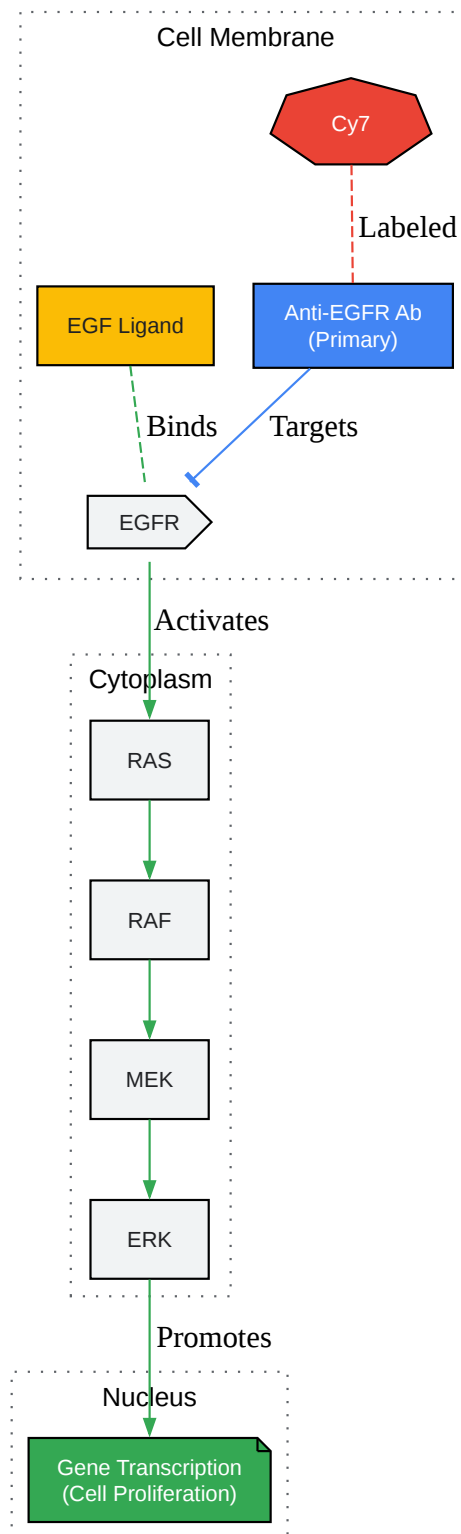 Cell Membrane
Cy7
Labeled
EGF Ligand
Anti-EGFR Ab
(Primary)
Binds
Targets
EGFR
Activates
Cytoplasm
RAS
RAF
MEK
ERK
Promotes
Nucleus
Gene Transcription
(Cell Proliferation)